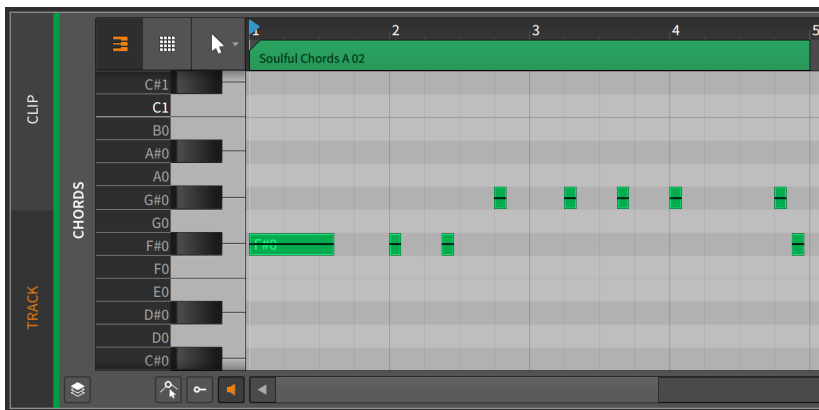 1
2
3
4
5
Soulful Chords A 02
CLIP
TRACK
CHORDS
C#1
C1
B0
A#0
A0
G#0
G0
F#0
F0
E0
D#0
D0
C#0
F#0